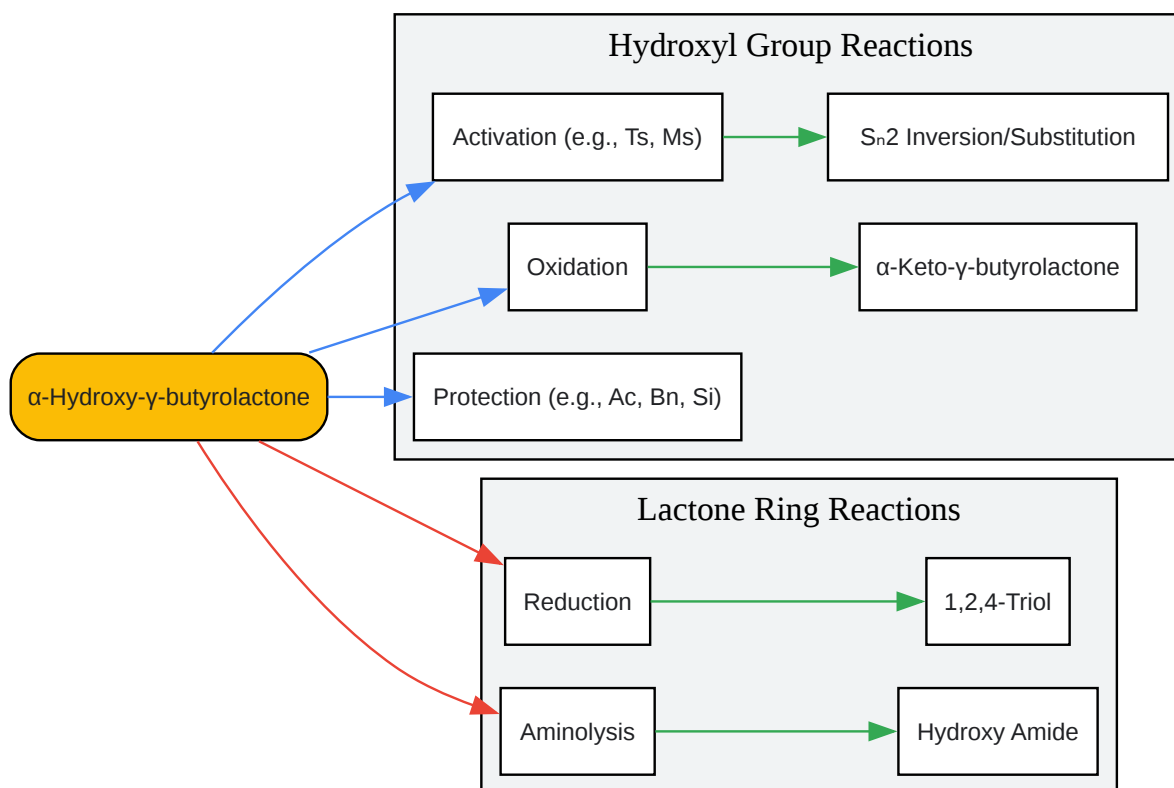 Hydroxyl Group Reactions
Activation (e.g., Ts, Ms)
Sₙ2 Inversion/Substitution
Oxidation
α-Keto-γ-butyrolactone
α-Hydroxy-γ-butyrolactone
Protection (e.g., Ac, Bn, Si)
Lactone Ring Reactions
Reduction
1,2,4-Triol
Aminolysis
Hydroxy Amide